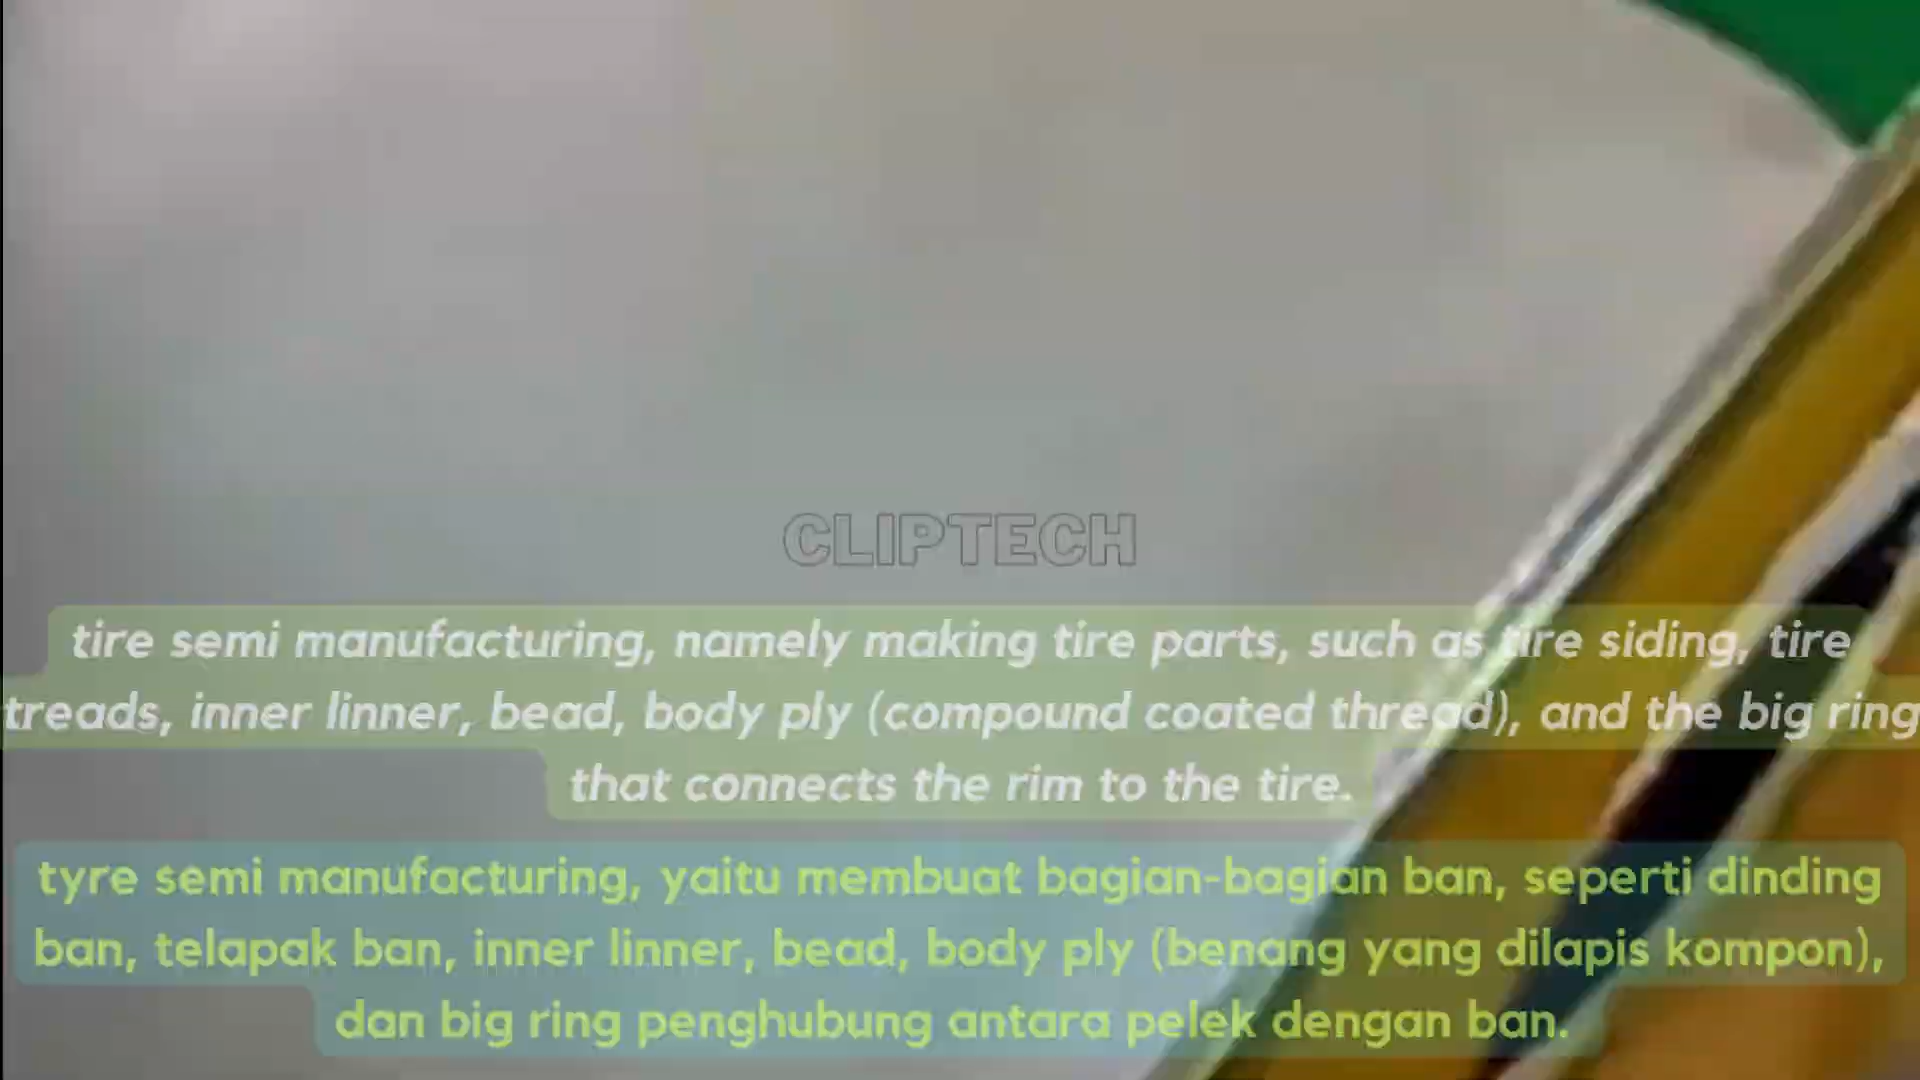 CLIPTECH
tire semi manufacturing, namely making tire parts, such as tire siding, tire
treads, inner linner, bead, body ply (compound coated thread), and the big ring
that connects the rim to the tire.
tyre semi manufacturing, yaitu membuat bagian-bagian ban, seperti dinding
ban, telapak ban, inner linner, bead, body ply (benang yang dilapis kompon),
dan big ring penghubung antara pelek dengan ban.